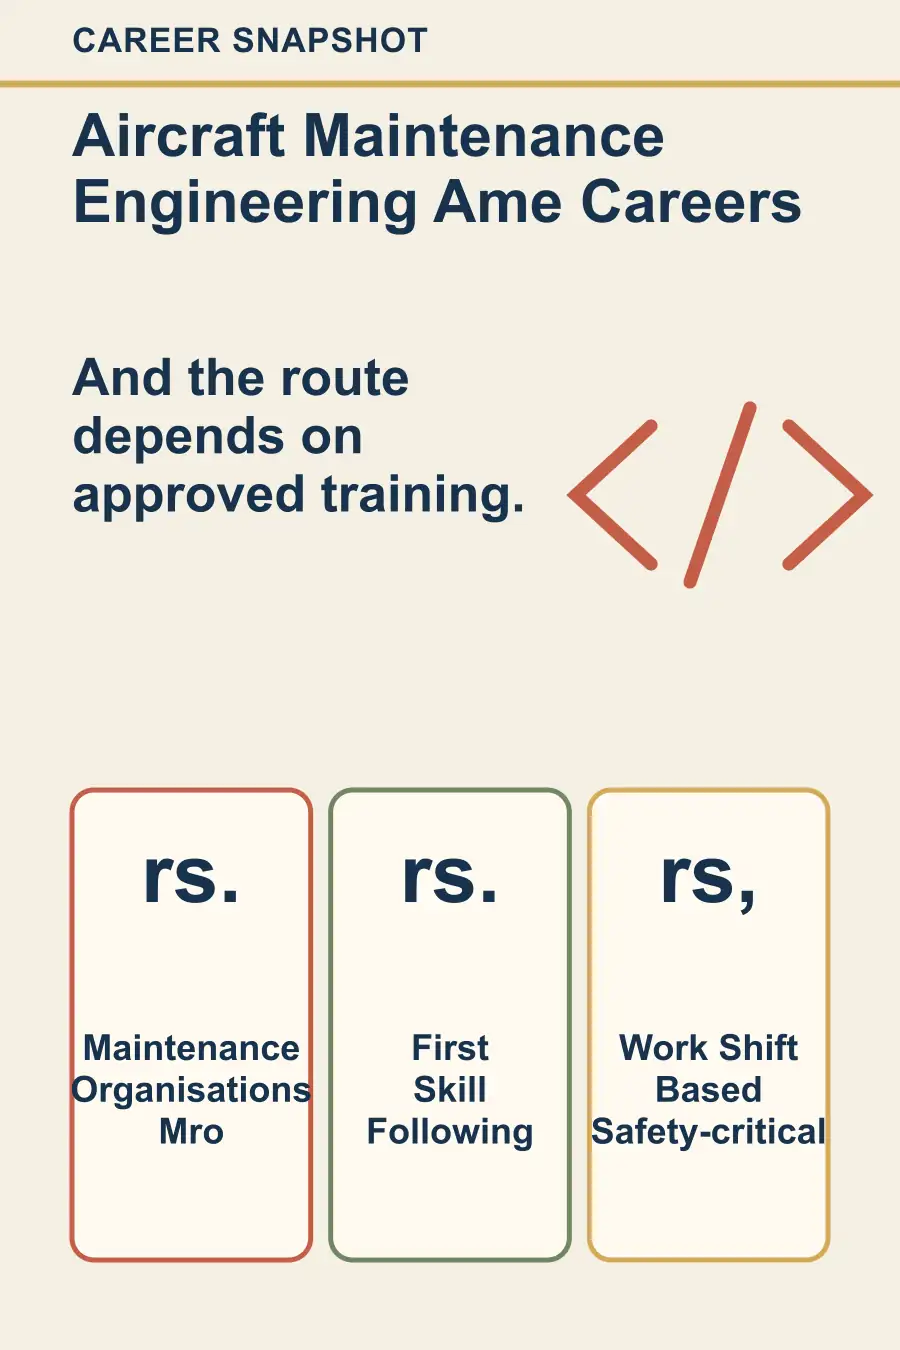 CAREER SNAPSHOT
Aircraft Maintenance
Engineering Ame Careers
And the route
depends on
approved training.
</>
rs.
Maintenance
Organisations
Mro
rs.
First
Skill
Following
rs,
Work Shift
Based
Safety-critical